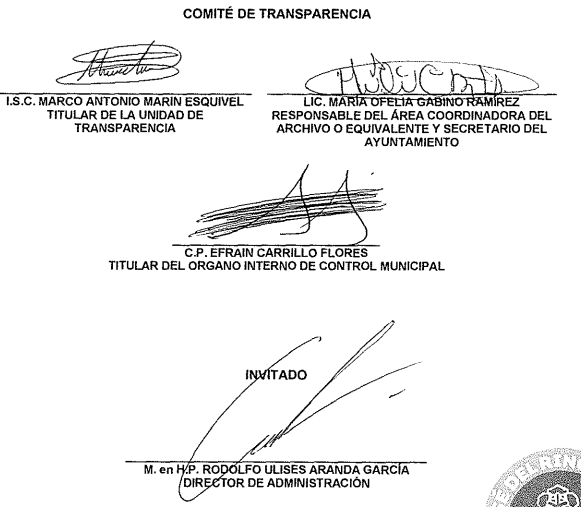 COMITÉ DE TRANSPARENCIA
I.S.C. MARCO ANTONIO MARIN ESQUIVEL
TITULAR DE LA UNIDAD DE
TRANSPARENCIA
LIC. MARÍA OFELIA GABINO RAMÍREZ
RESPONSABLE DEL ÁREA COORDINADORA DEL
ARCHIVO O EQUIVALENTE Y SECRETARIO DEL
AYUNTAMIENTO
C.P. EFRAIN CARRILLO FLORES
TITULAR DEL ORGANO INTERNO DE CONTROL MUNICIPAL
INVITADO
M. en H.P. RODOLFO ULISES ARANDA GARCÍA
DIRECTOR DE ADMINISTRACIÓN